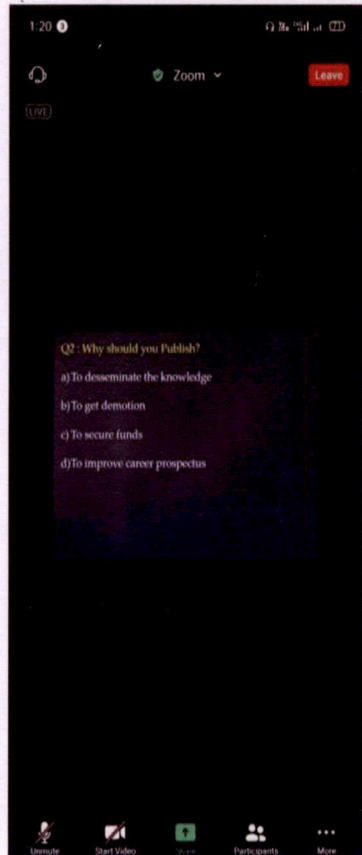 1:20 3
Zoom
Leave
LIVE
Q2 : Why should you Publish?
a)To desseminate the knowledge
b)To get demotion
c) To secure funds
d)To improve career prospectus
Unmute Start Video Share Participants More